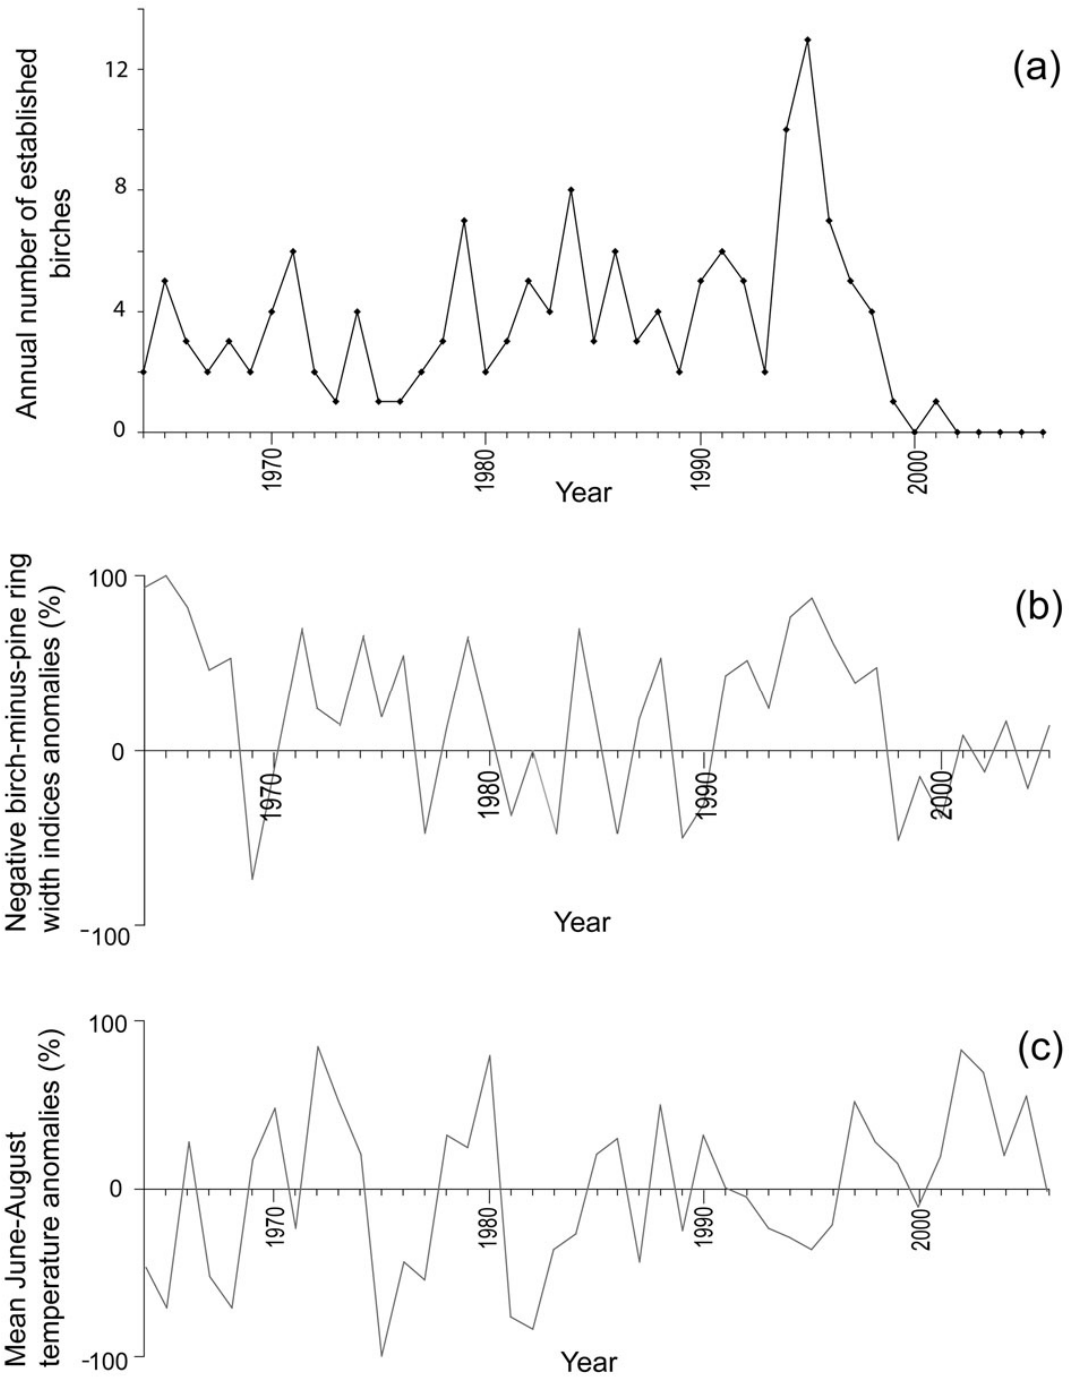 (a)
Annual number of established
birches
12
8
4
0
1970
1980
1990
2000
Year
(b)
Negative birch-minus-pine ring
width indices anomalies (%)
100
0
-100
1970
1980
1990
2000
Year
(c)
Mean June-August
temperature anomalies (%)
100
0
-100
1970
1980
1990
2000
Year